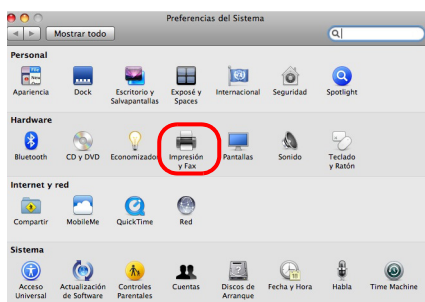 Preferencias del Sistema
Mostrar todo
Personal
Apariencia
Dock
Escritorio y
Salvapantallas
Exposé y
Spaces
Internacional
Seguridad
Spotlight
Hardware
Bluetooth
CD y DVD
Economizador
Impresión
y Fax
Pantallas
Sonido
Teclado
y Ratón
Internet y red
Compartir
MobileMe
QuickTime
Red
Sistema
Acceso
Universal
Actualización
de Software
Controles
Parentales
Cuentas
Discos de
Arranque
Fecha y Hora
Habla
Time Machine